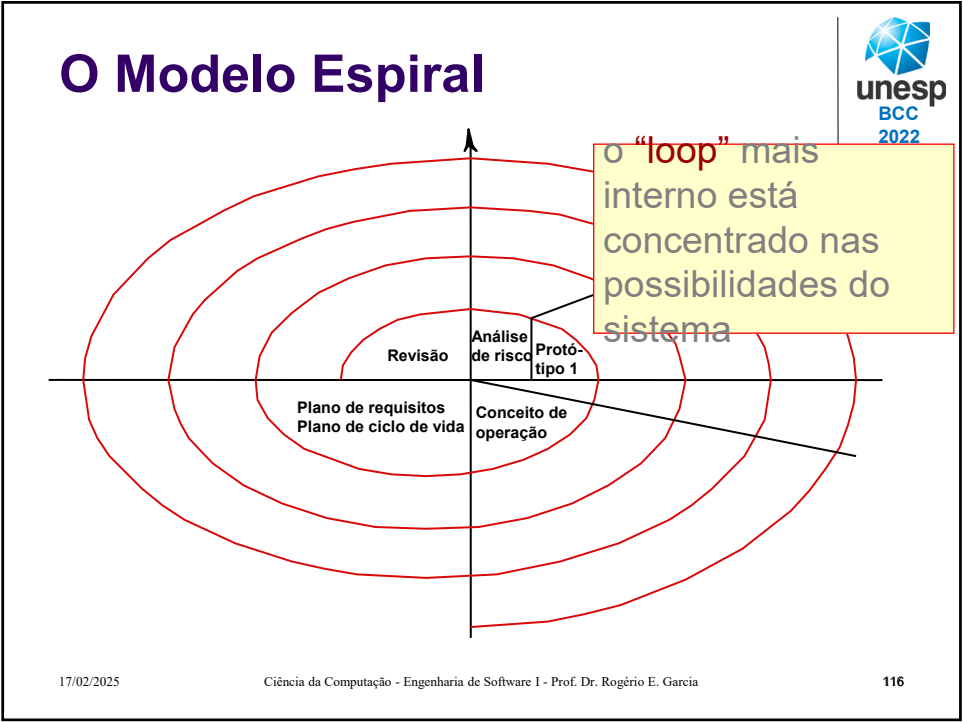 O Modelo Espiral
unesp
BCC
2022
o “loop” mais
interno está
concentrado nas
possibilidades do
sistema
Revisão
Análise
de risco
Protó-
tipo 1
Plano de requisitos
Plano de ciclo de vida
Conceito de
operação
17/02/2025
Ciência da Computação - Engenharia de Software I - Prof. Dr. Rogério E. Garcia
116